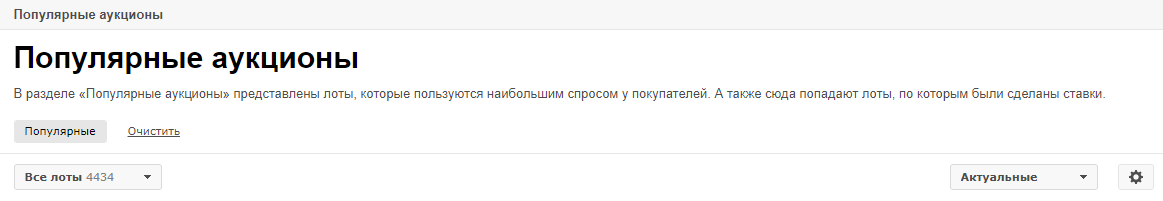 Популярные аукционы
Популярные аукционы
В разделе «Популярные аукционы» представлены лоты, которые пользуются наибольшим спросом у покупателей. А также сюда попадают лоты, по которым были сделаны ставки.
Популярные Очистить
Все лоты 4434 Актуальные